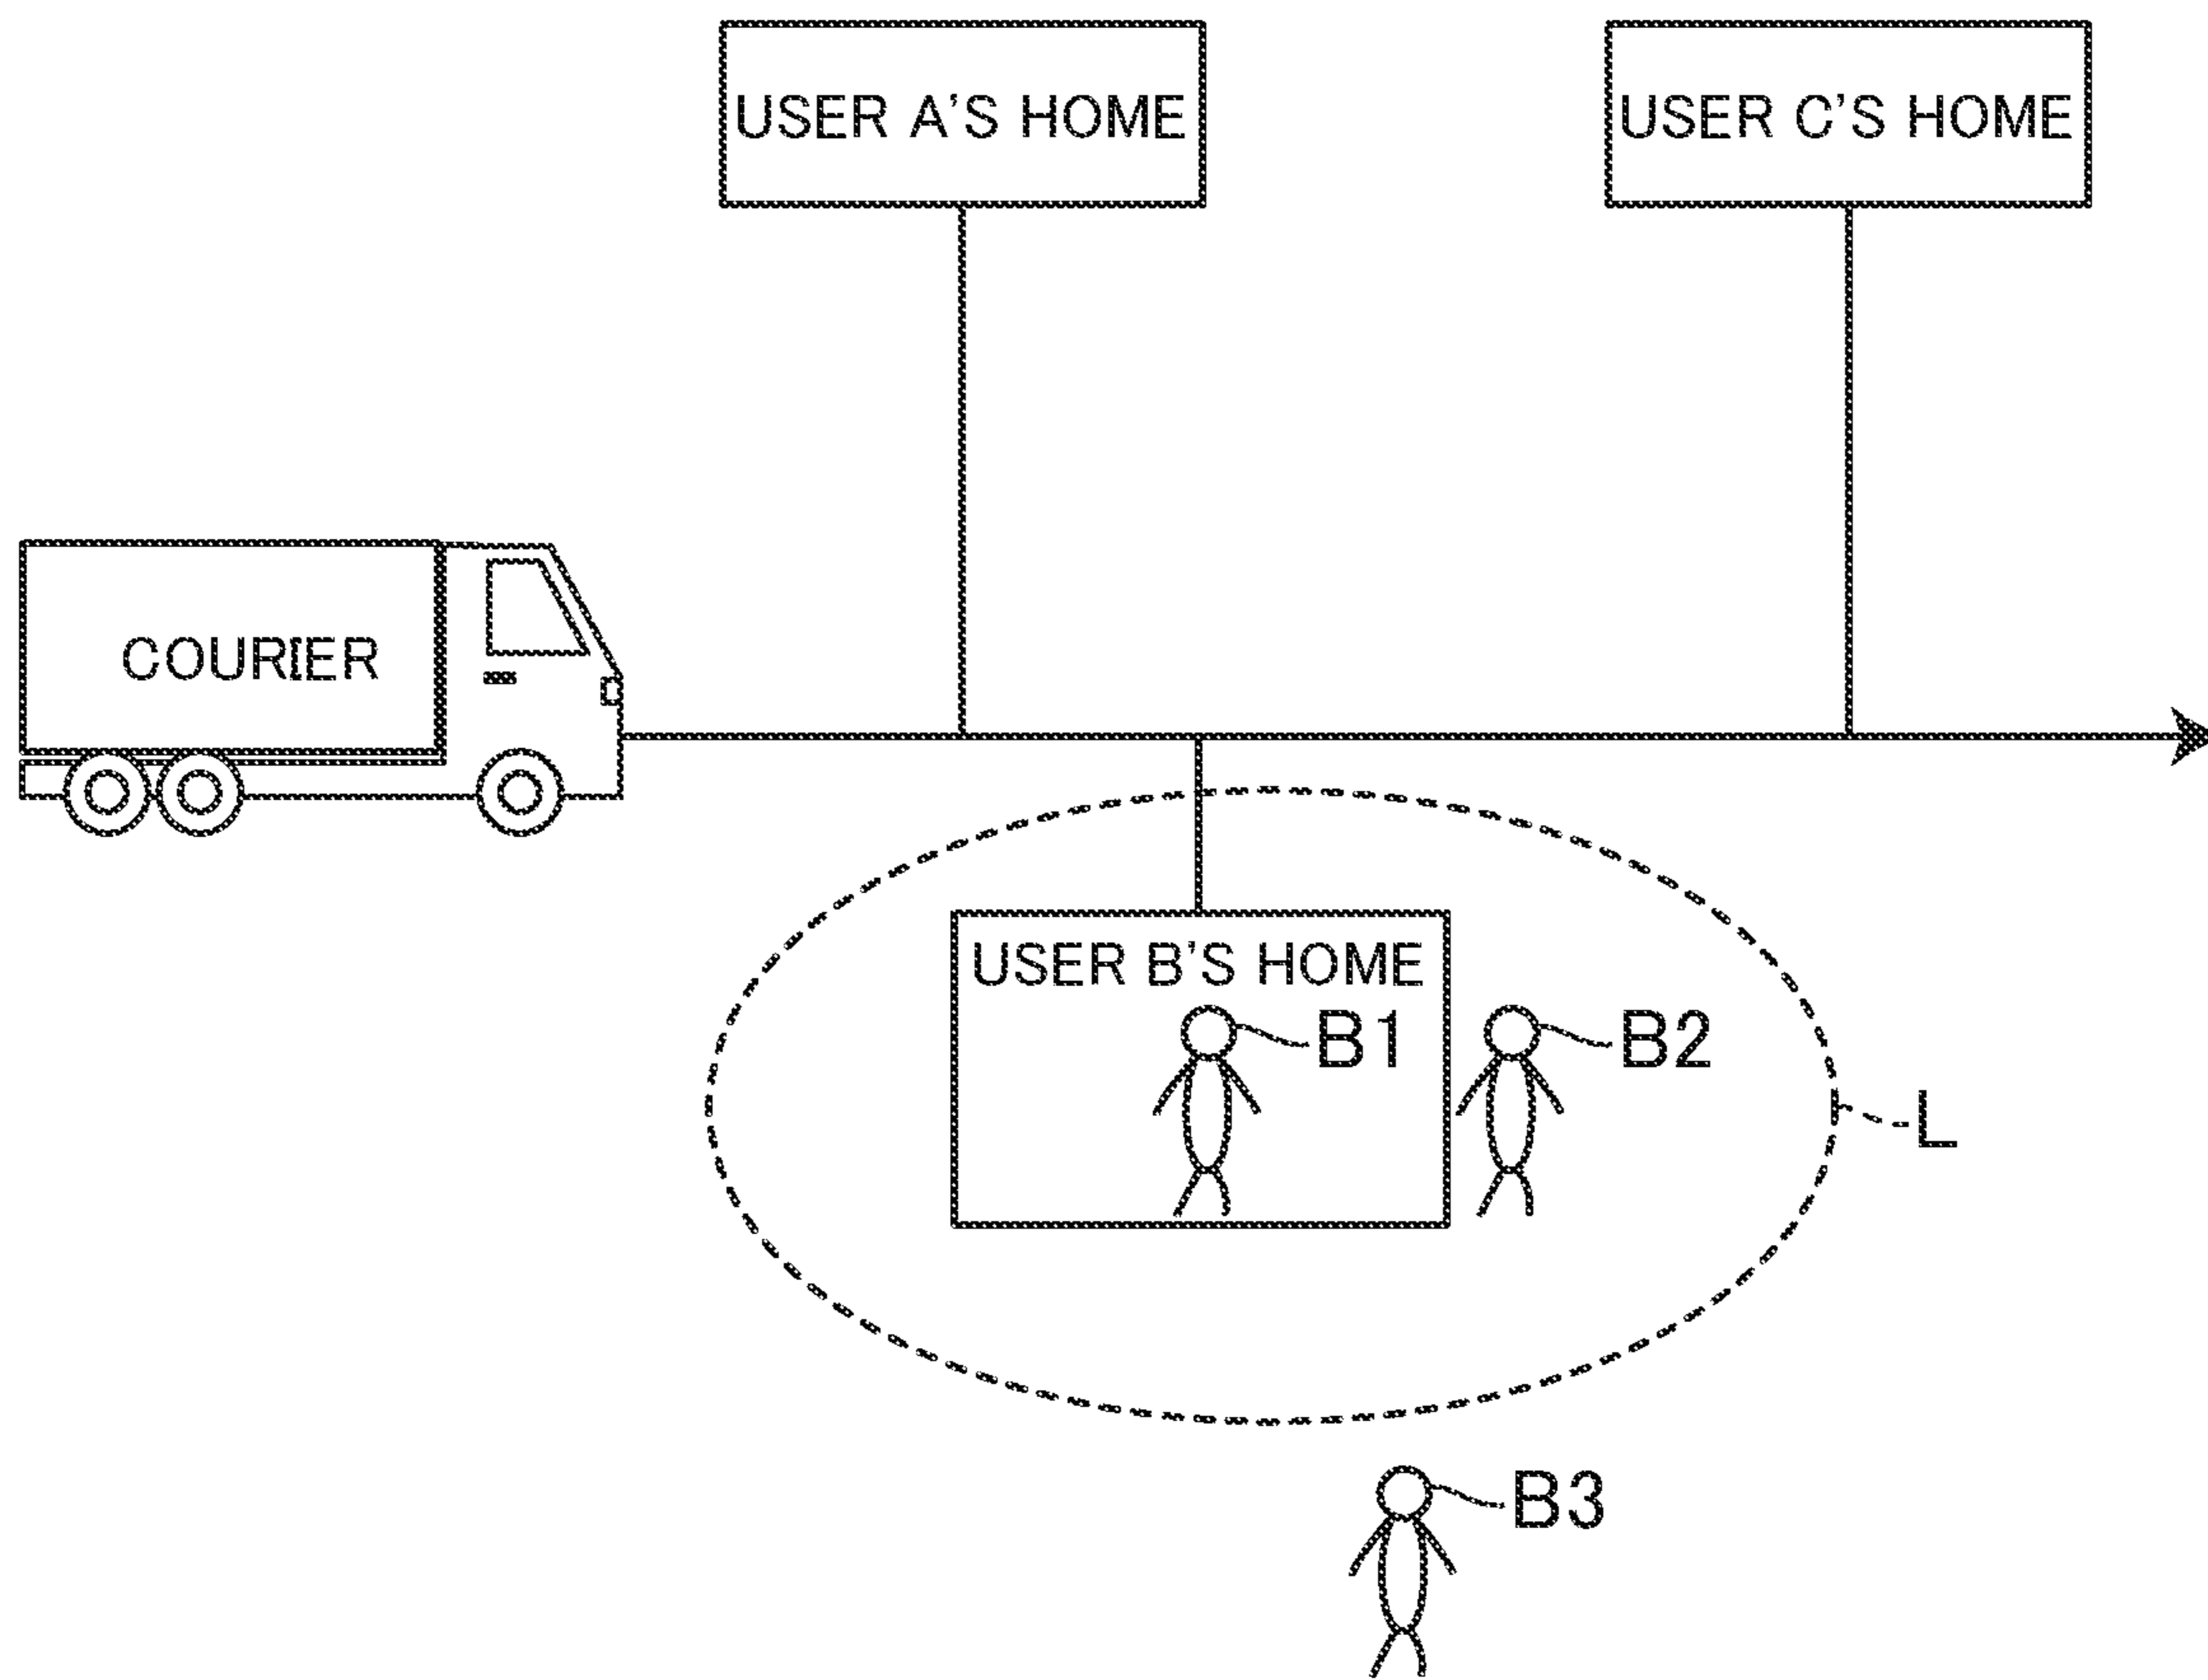 USER A'S HOME
USER C'S HOME
COURIER
USER B'S HOME
B1
B2
L
B3